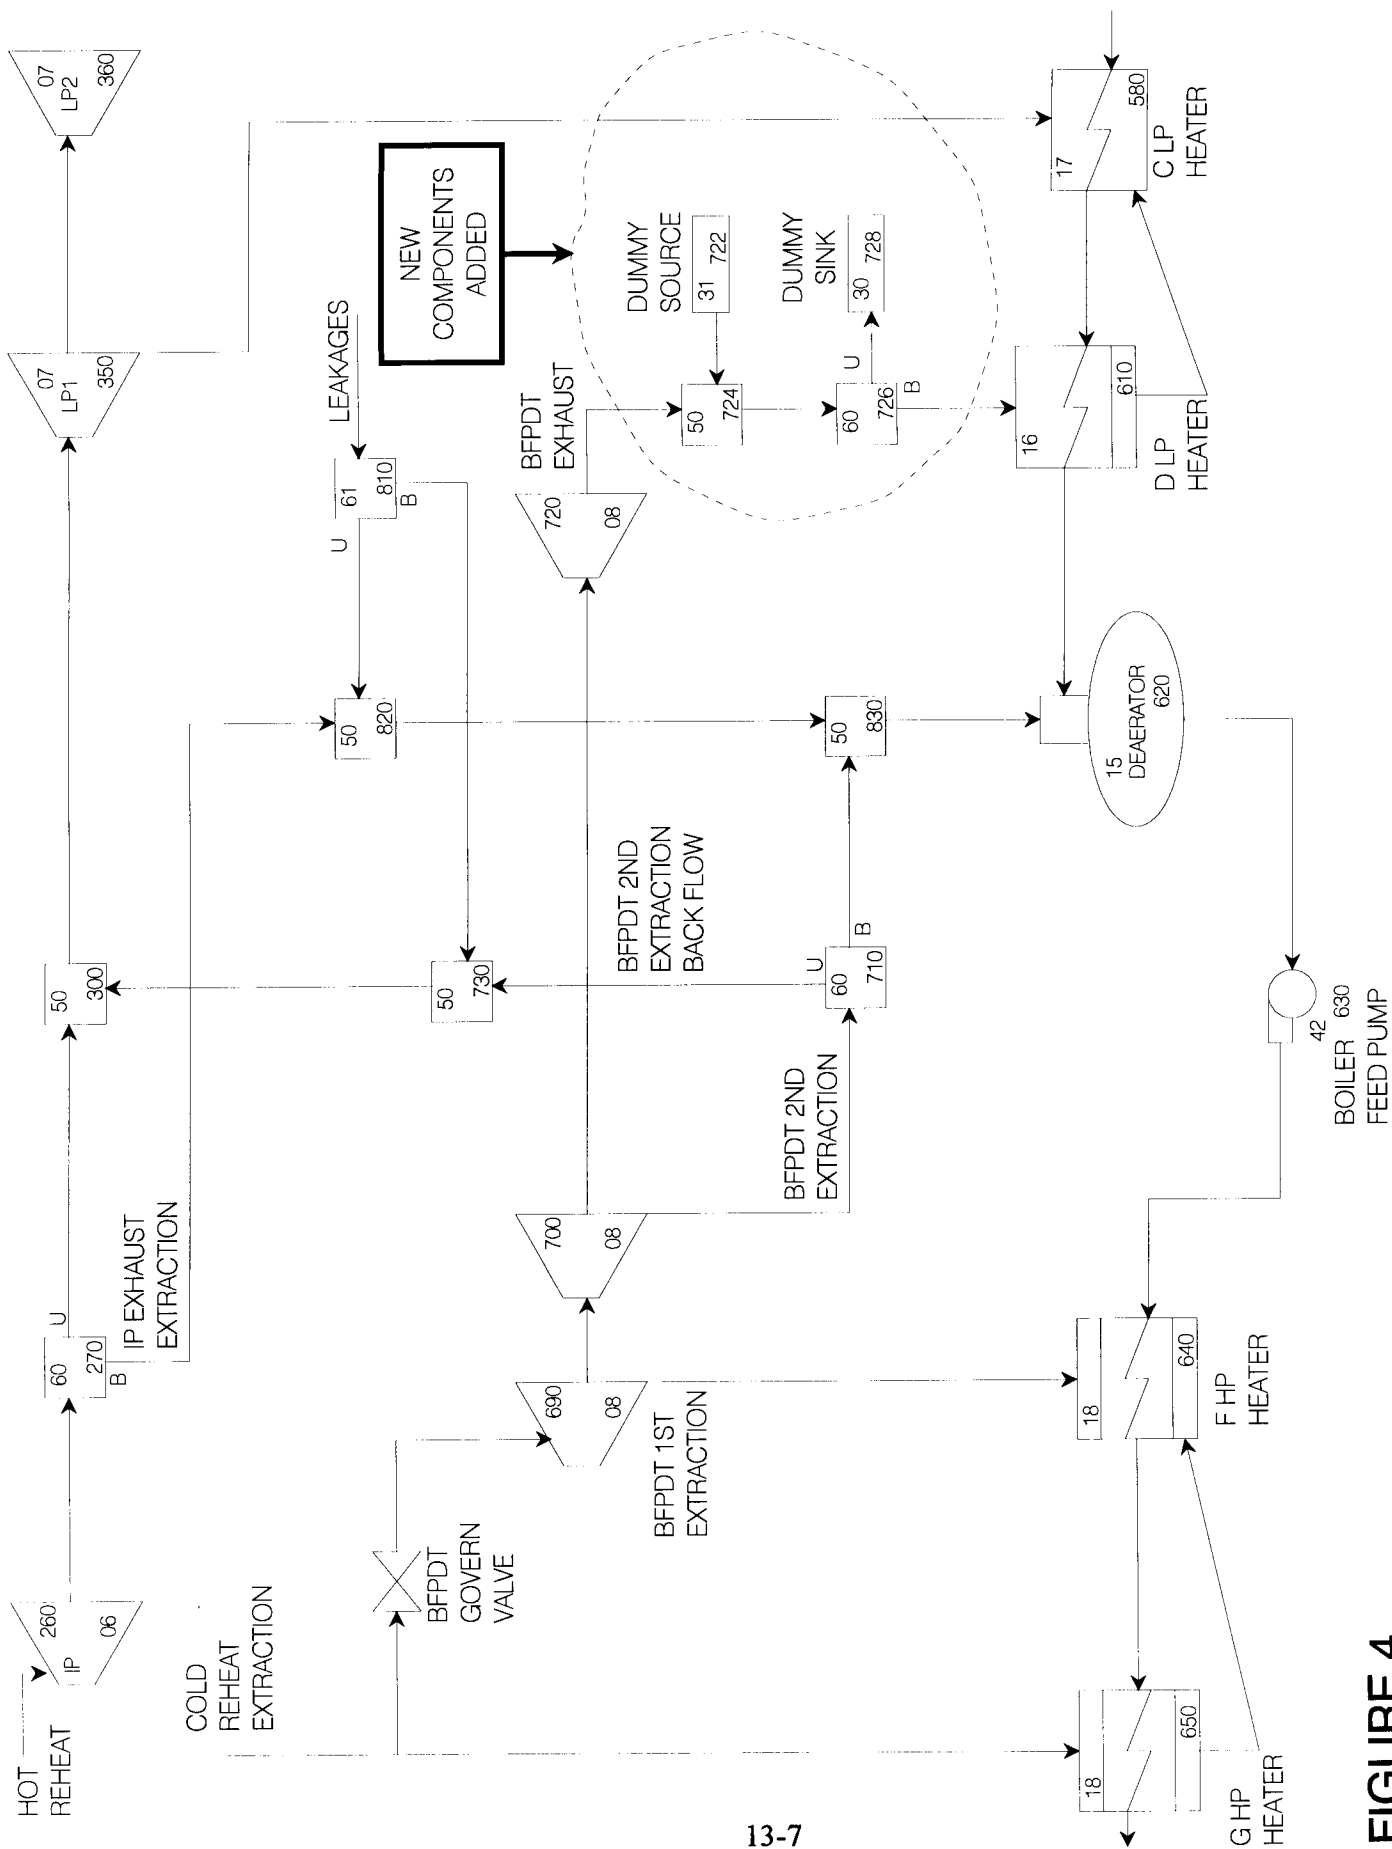 HOT
REHEAT
IP
260
06
60
270
U
B
IP EXHAUST
EXTRACTION
50
300
07
LP1
350
07
LP2
360
COLD
REHEAT
EXTRACTION
LEAKAGES
61
810
U
B
50
820
50
730
NEW
COMPONENTS
ADDED
BFPDT
GOVERN
VALVE
690
08
BFPDT 1ST
EXTRACTION
700
08
BFPDT 2ND
EXTRACTION
BFPDT 2ND
EXTRACTION
BACK FLOW
720
08
BFPDT
EXHAUST
DUMMY
SOURCE
31
722
50
724
DUMMY
SINK
30
728
60
726
U
B
60
710
U
B
50
830
18
650
G HP
HEATER
18
640
F HP
HEATER
42
BOILER 630
FEED PUMP
15
DEAERATOR
620
16
610
D LP
HEATER
17
580
C LP
HEATER
FIGURE 4
13-7